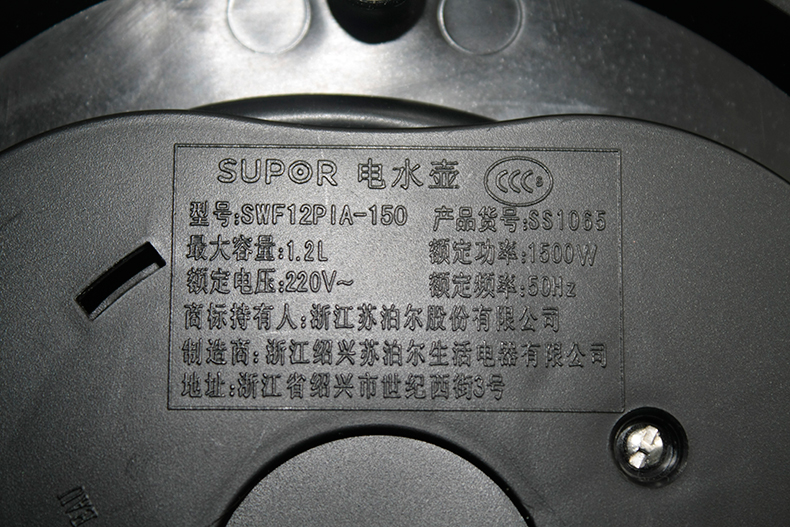 SUPOR 电水壶 CCC S
型号:SWF12P1A-150 产品货号:SS1065
最大容量:1.2L 额定功率:1500W
额定电压:220V~ 额定频率:50Hz
商标持有人:浙江苏泊尔股份有限公司
制造商:浙江绍兴苏泊尔生活电器有限公司
地址:浙江省绍兴市世纪西街3号